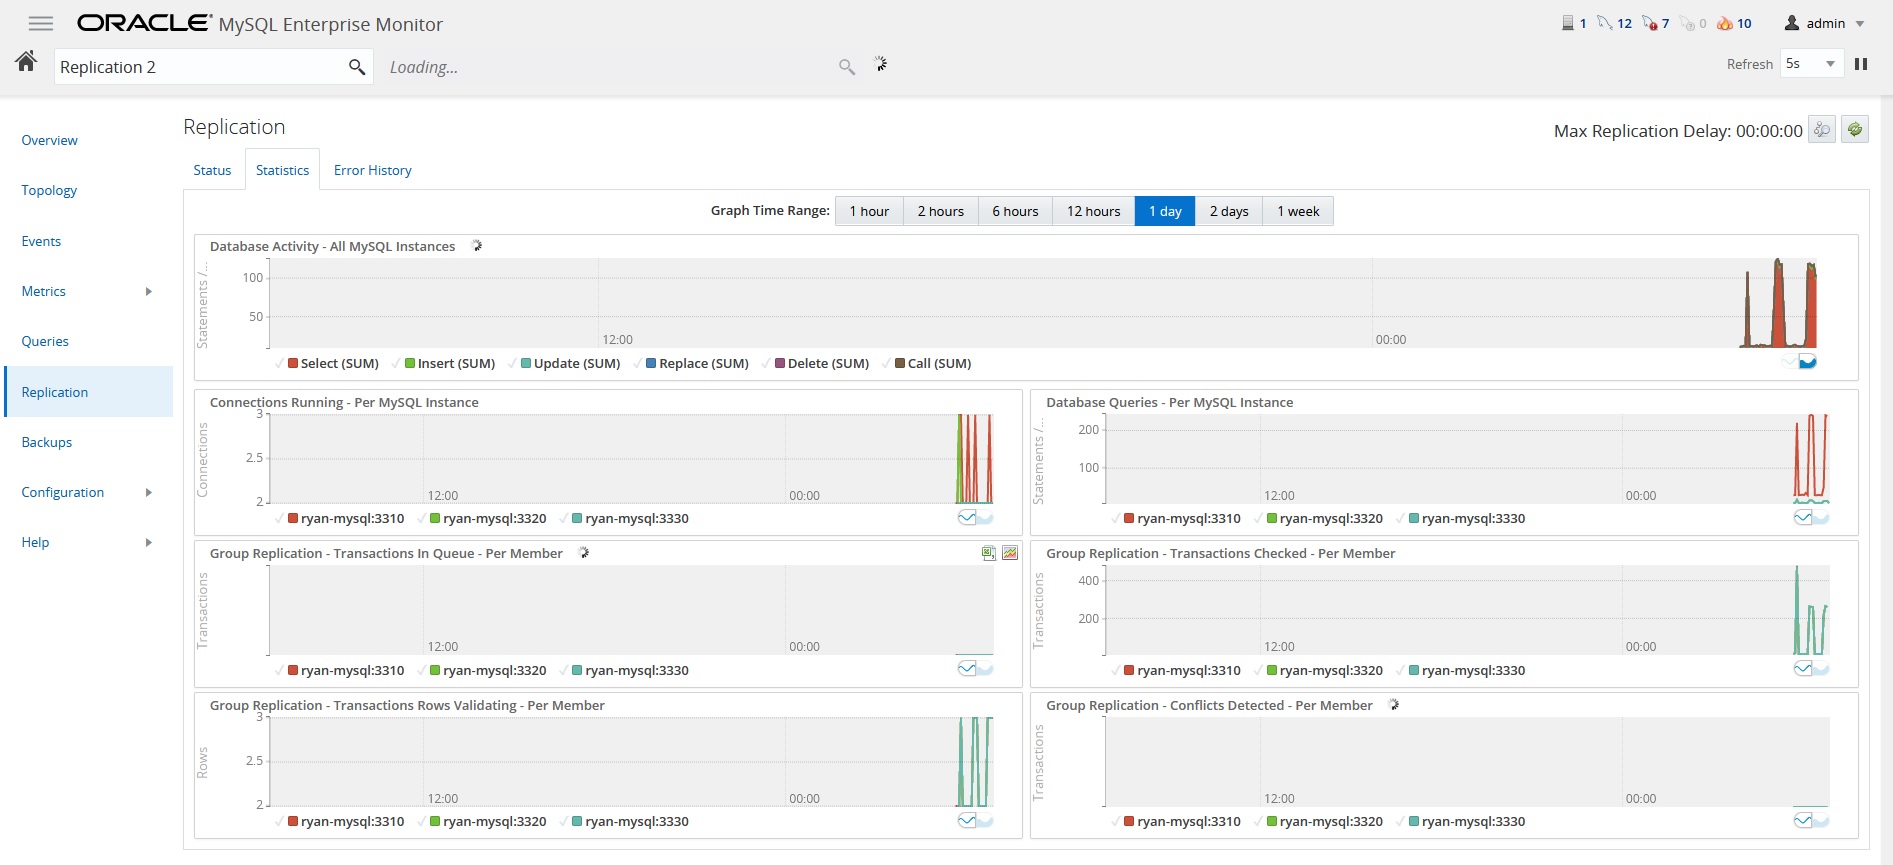 ORACLE MySQL Enterprise Monitor
1 12 7 0 10 admin
Replication 2 Loading... Refresh 5s
Overview
Topology
Events
Metrics
Queries
Replication
Backups
Configuration
Help
Replication
Max Replication Delay: 00:00:00
Status Statistics Error History
Graph Time Range: 1 hour 2 hours 6 hours 12 hours 1 day 2 days 1 week
Database Activity - All MySQL Instances
Statements /...
100
50
12:00 00:00
Select (SUM) Insert (SUM) Update (SUM) Replace (SUM) Delete (SUM) Call (SUM)
Connections Running - Per MySQL Instance
Connections
3
2.5
2
12:00 00:00
ryan-mysql:3310 ryan-mysql:3320 ryan-mysql:3330
Database Queries - Per MySQL Instance
Statements /...
200
100
12:00 00:00
ryan-mysql:3310 ryan-mysql:3320 ryan-mysql:3330
Group Replication - Transactions In Queue - Per Member
Transactions
12:00 00:00
ryan-mysql:3310 ryan-mysql:3320 ryan-mysql:3330
Group Replication - Transactions Checked - Per Member
Transactions
400
200
12:00 00:00
ryan-mysql:3310 ryan-mysql:3320 ryan-mysql:3330
Group Replication - Transactions Rows Validating - Per Member
Rows
3
2.5
2
12:00 00:00
ryan-mysql:3310 ryan-mysql:3320 ryan-mysql:3330
Group Replication - Conflicts Detected - Per Member
Transactions
12:00 00:00
ryan-mysql:3310 ryan-mysql:3320 ryan-mysql:3330